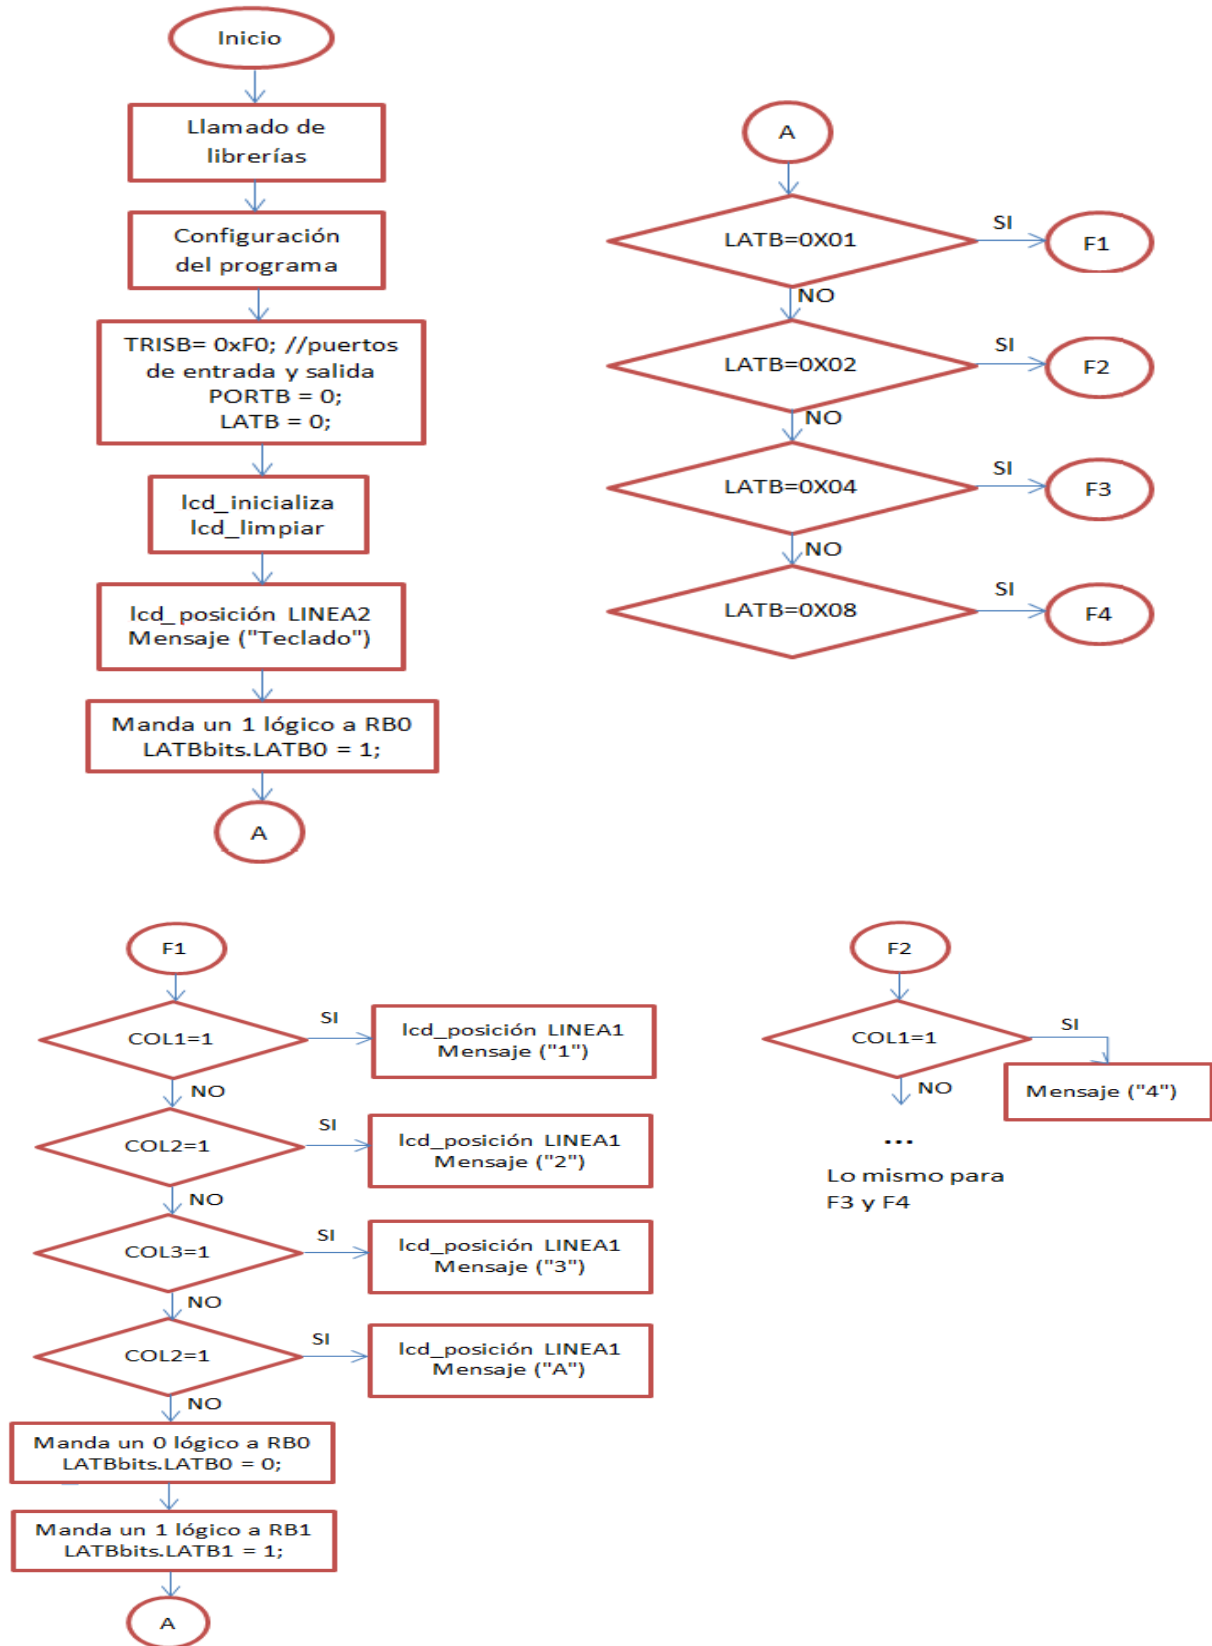 Inicio
Llamado de
librerías
Configuración
del programa
TRISB= 0xF0; //puertos
de entrada y salida
PORTB = 0;
LATB = 0;
lcd_inicializa
lcd_limpiar
lcd_posición LINEA2
Mensaje ("Teclado")
Manda un 1 lógico a RB0
LATBbits.LATB0 = 1;
A
A
LATB=0X01
SI
F1
NO
LATB=0X02
SI
F2
NO
LATB=0X04
SI
F3
NO
LATB=0X08
SI
F4
F1
COL1=1
SI
lcd_posición LINEA1
Mensaje ("1")
NO
COL2=1
SI
lcd_posición LINEA1
Mensaje ("2")
NO
COL3=1
SI
lcd_posición LINEA1
Mensaje ("3")
NO
COL2=1
SI
lcd_posición LINEA1
Mensaje ("A")
NO
Manda un 0 lógico a RB0
LATBbits.LATB0 = 0;
Manda un 1 lógico a RB1
LATBbits.LATB1 = 1;
A
F2
COL1=1
SI
Mensaje ("4")
NO
...
Lo mismo para
F3 y F4